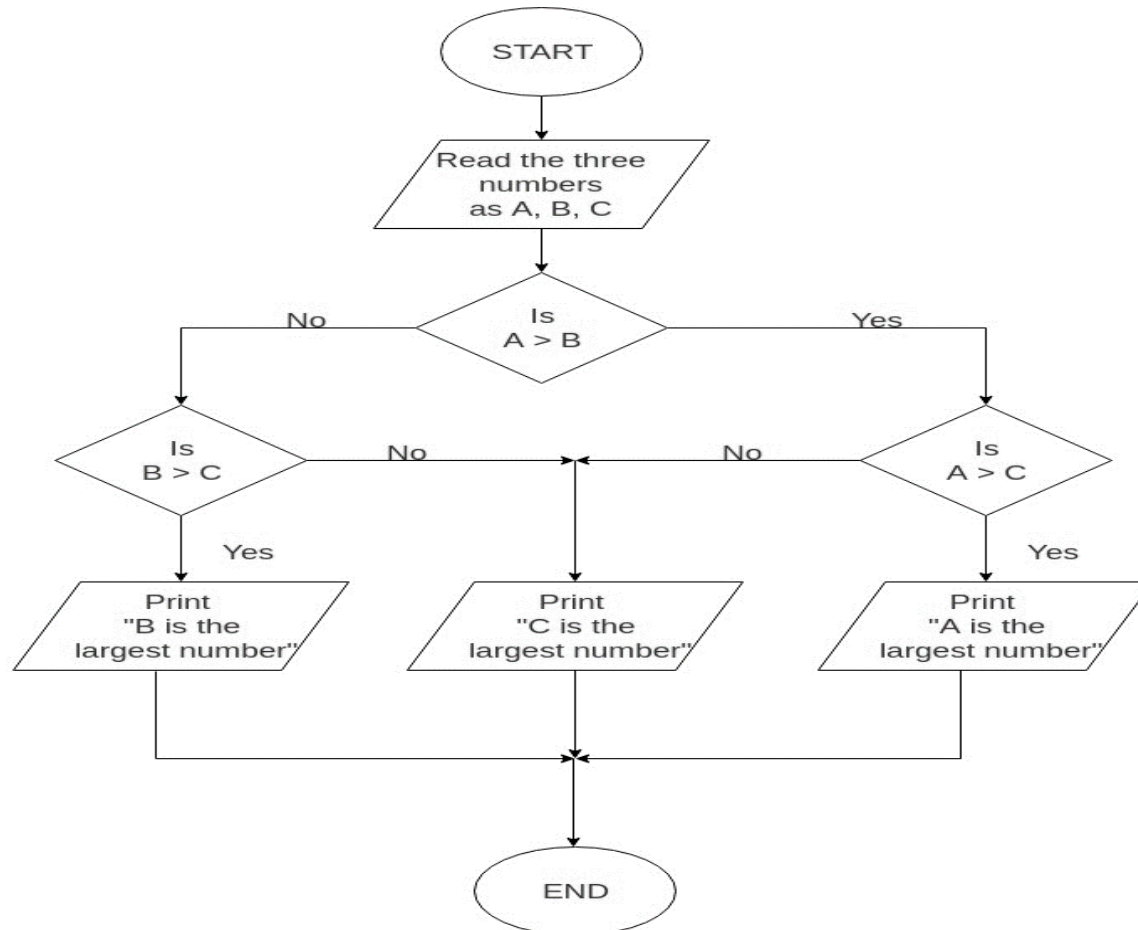 START
Read the three
numbers
as A, B, C
Is
A > B
No
Yes
Is
B > C
No
No
Is
A > C
Yes
Yes
Print
"B is the
largest number"
Print
"C is the
largest number"
Print
"A is the
largest number"
END